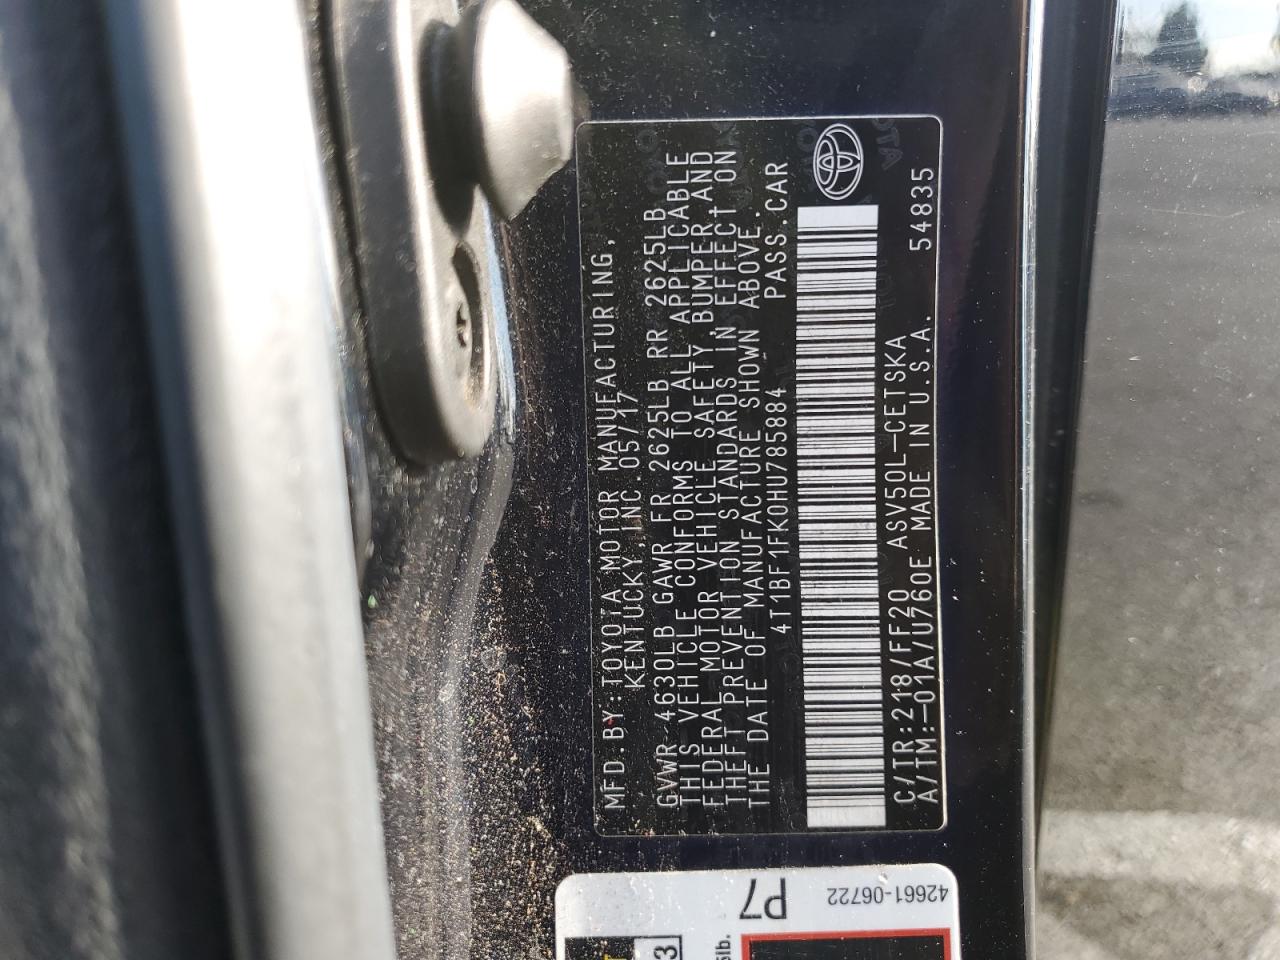 MFD.BY:TOYOTA MOTOR MANUFACTURING,
KENTUCKY,INC.05/17
GVWR 4630LB GAWR FR 2625LB RR 2625LB
THIS VEHICLE CONFORMS TO ALL APPLICABLE
FEDERAL MOTOR VEHICLE SAFETY,BUMPER AND
THEFT PREVENTION STANDARDS IN EFFECT ON
THE DATE OF MANUFACTURE SHOWN ABOVE.
4T1BF1FK0HU785884 PASS.CAR
C/TR:218/FF20 ASV50L-CETSKA 54835
A/TM:-01A/U760E MADE IN U.S.A.
42661-06722
P7
lb.
3